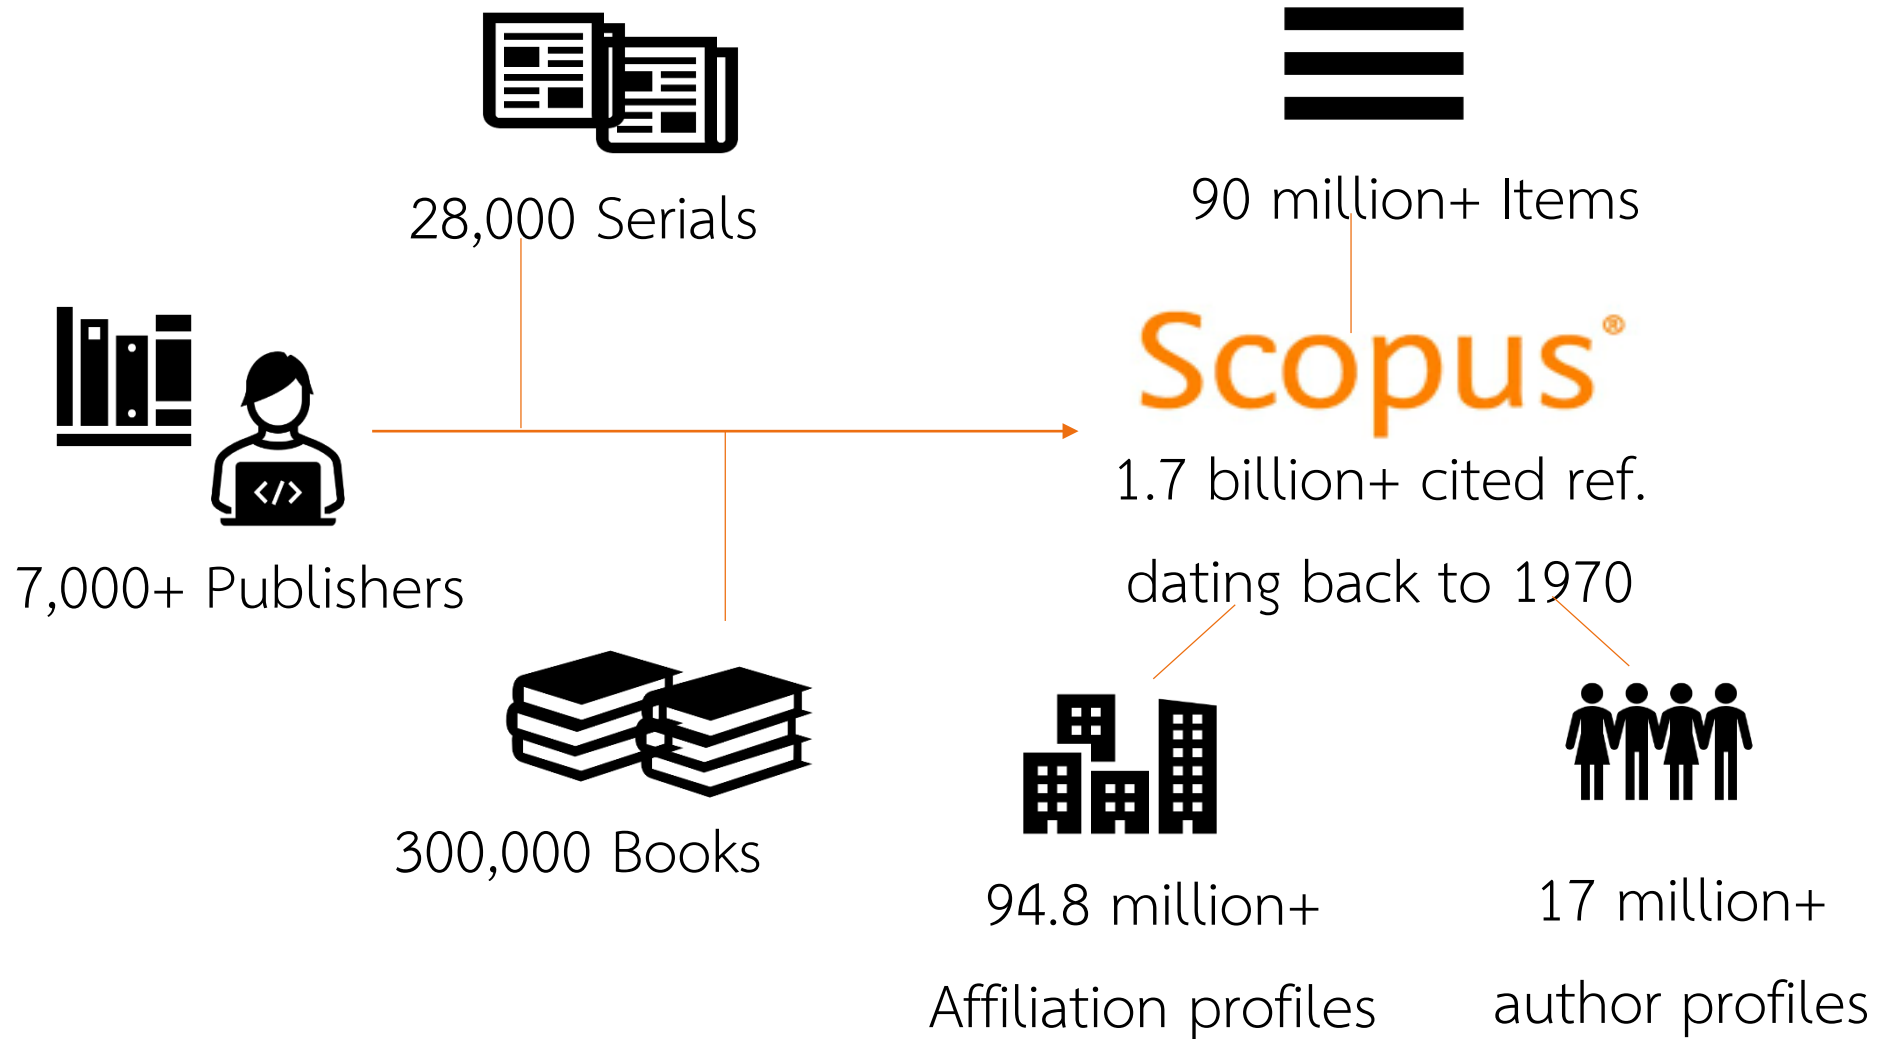 28,000 Serials
90 million+ Items
Scopus®
</>
7,000+ Publishers
1.7 billion+ cited ref.
dating back to 1970
300,000 Books
94.8 million+
Affiliation profiles
17 million+
author profiles